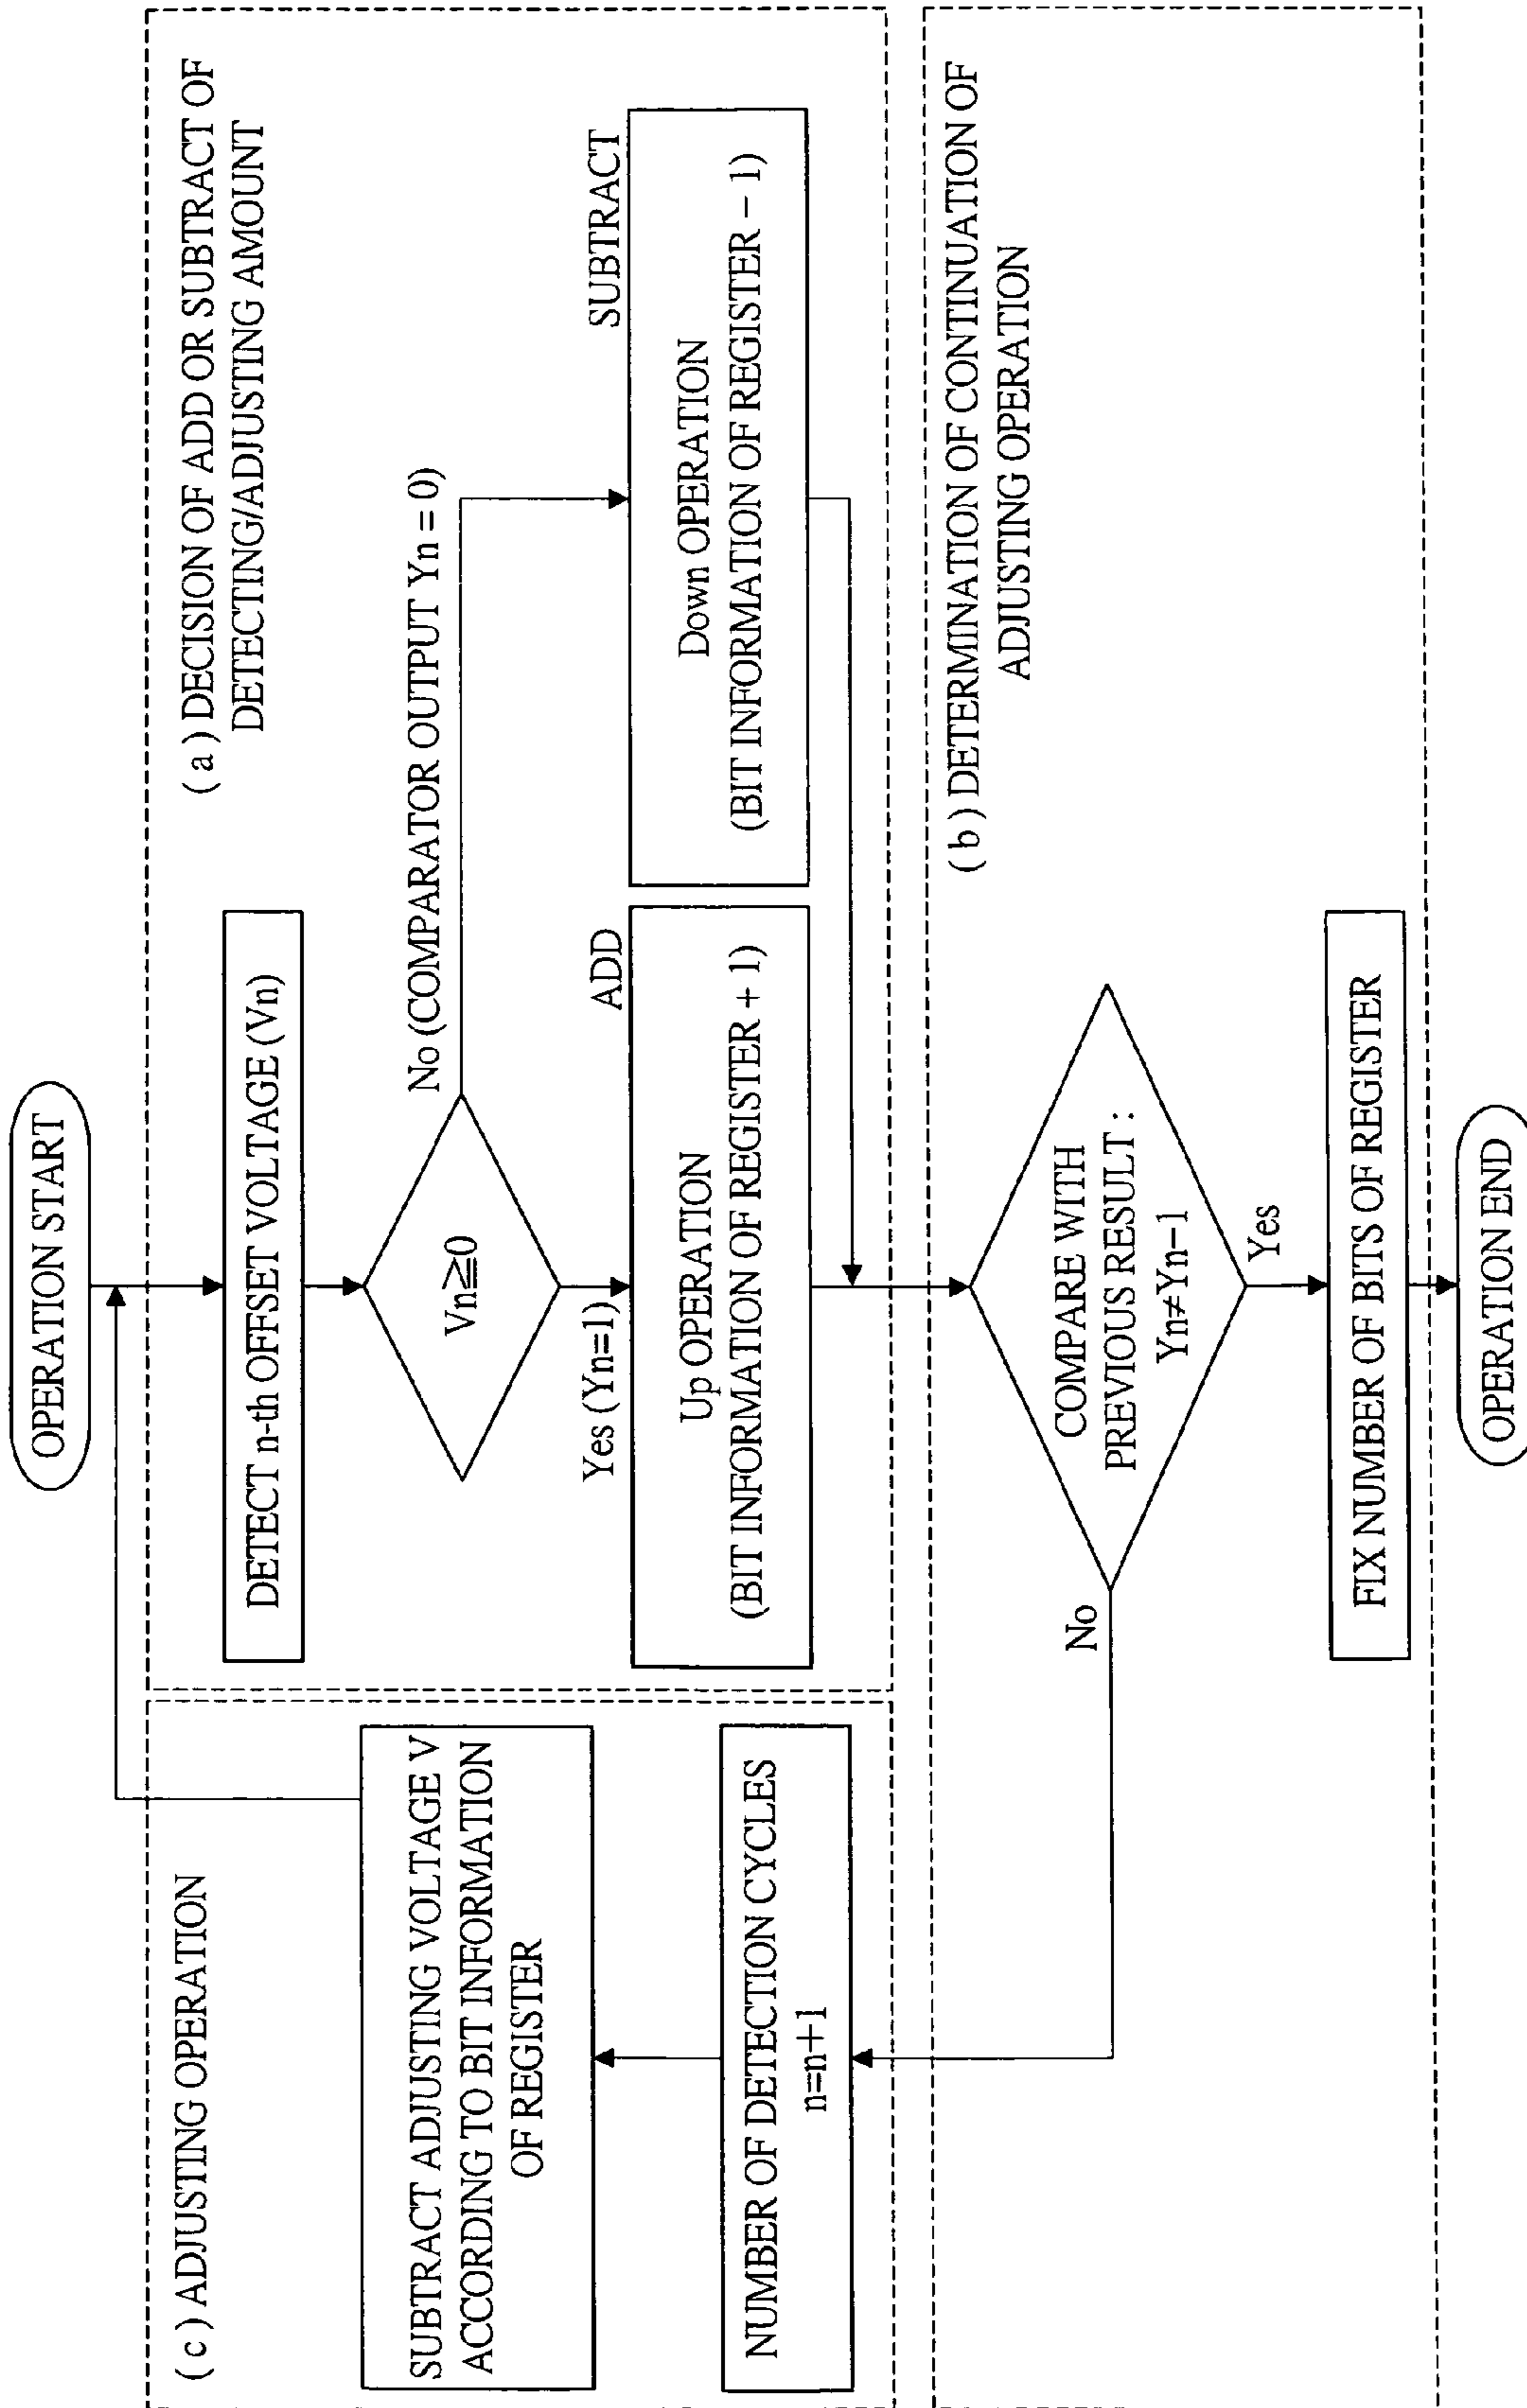 OPERATION START
(a) DECISION OF ADD OR SUBTRACT OF
DETECTING/ADJUSTING AMOUNT
DETECT n-th OFFSET VOLTAGE (Vn)
Vn≧0
No (COMPARATOR OUTPUT Yn = 0)
Yes (Yn=1)
ADD
Up OPERATION
(BIT INFORMATION OF REGISTER + 1)
SUBTRACT
Down OPERATION
(BIT INFORMATION OF REGISTER − 1)
(b) DETERMINATION OF CONTINUATION OF
ADJUSTING OPERATION
COMPARE WITH
PREVIOUS RESULT :
Yn≠Yn−1
No
Yes
FIX NUMBER OF BITS OF REGISTER
OPERATION END
(c) ADJUSTING OPERATION
SUBTRACT ADJUSTING VOLTAGE V
ACCORDING TO BIT INFORMATION
OF REGISTER
NUMBER OF DETECTION CYCLES
n=n+1